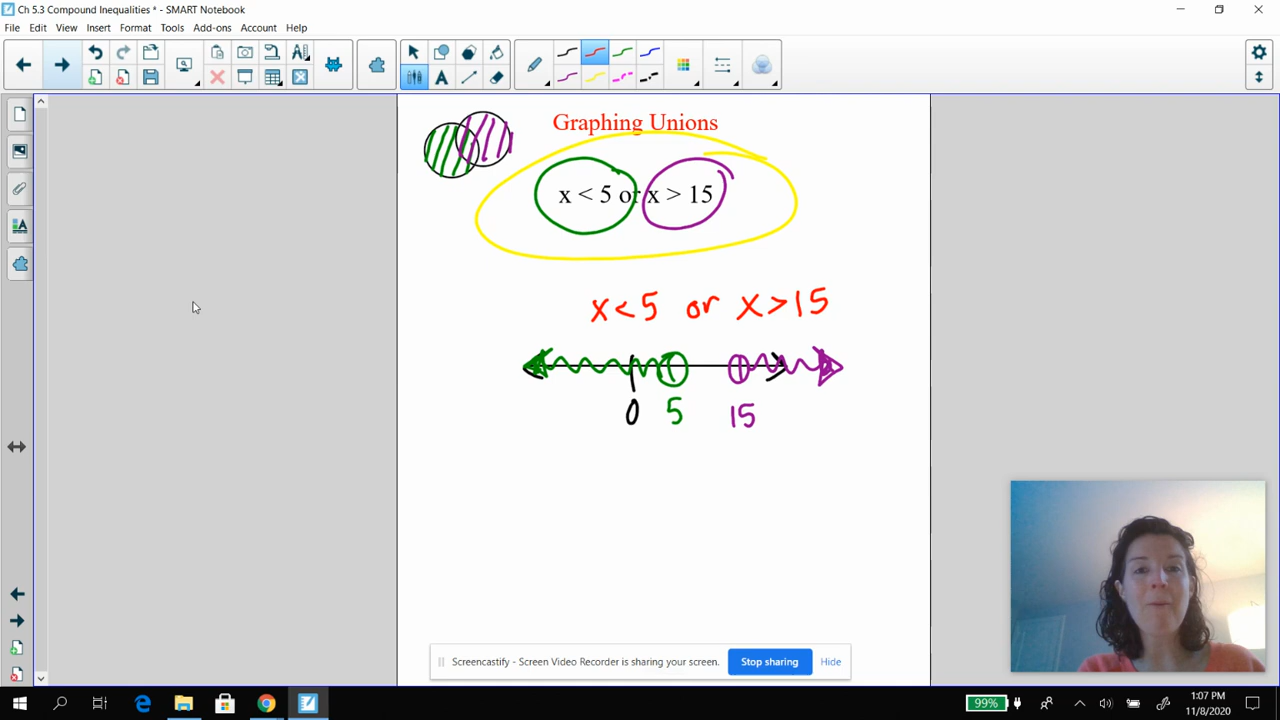 Ch 5.3 Compound Inequalities * - SMART Notebook
File Edit View Insert Format Tools Add-ons Account Help
Graphing Unions
x < 5 or x > 15
x < 5 or x > 15
0 5 15
Screencastify - Screen Video Recorder is sharing your screen. Stop sharing Hide
99% 1:07 PM
11/8/2020